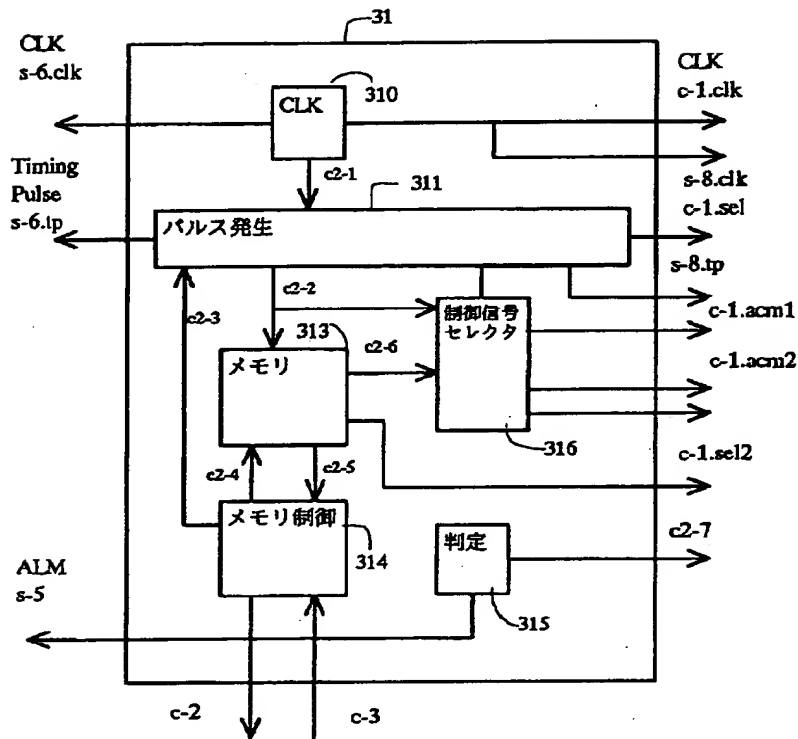 31
CLK
s-6.clk
CLK
310
CLK
c-1.clk
c2-1
s-8.clk
Timing
Pulse
s-6.tp
311
パルス発生
c-1.sel
s-8.tp
c2-2
c2-3
制御信号
セレクタ
c-1.acm1
313
c2-6
メモリ
c-1.acm2
316
c2-4
c2-5
c-1.sel2
メモリ制御
314
判定
c2-7
315
ALM
s-5
c-2
c-3